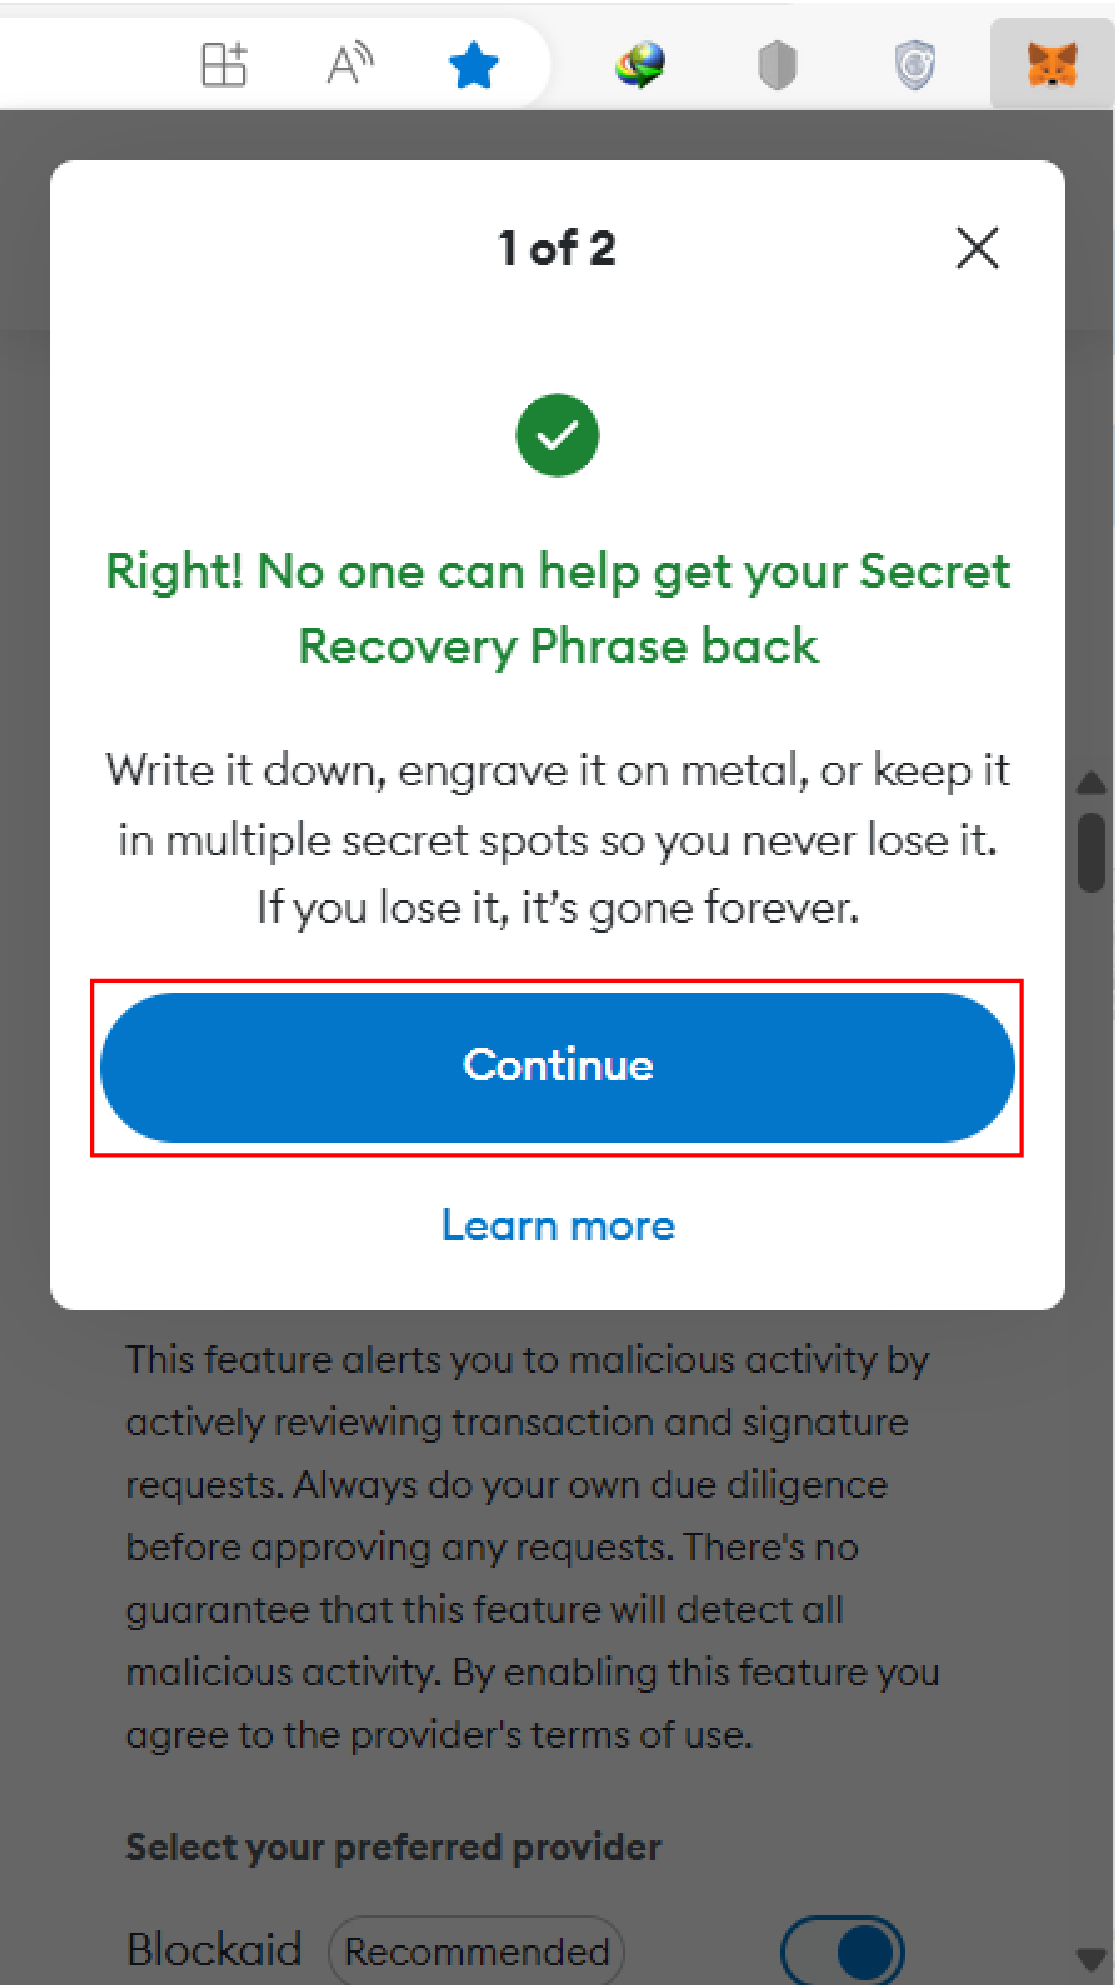 1 of 2
Right! No one can help get your Secret
Recovery Phrase back
Write it down, engrave it on metal, or keep it
in multiple secret spots so you never lose it.
If you lose it, it’s gone forever.
Continue
Learn more
This feature alerts you to malicious activity by
actively reviewing transaction and signature
requests. Always do your own due diligence
before approving any requests. There's no
guarantee that this feature will detect all
malicious activity. By enabling this feature you
agree to the provider's terms of use.
Select your preferred provider
Blockaid Recommended